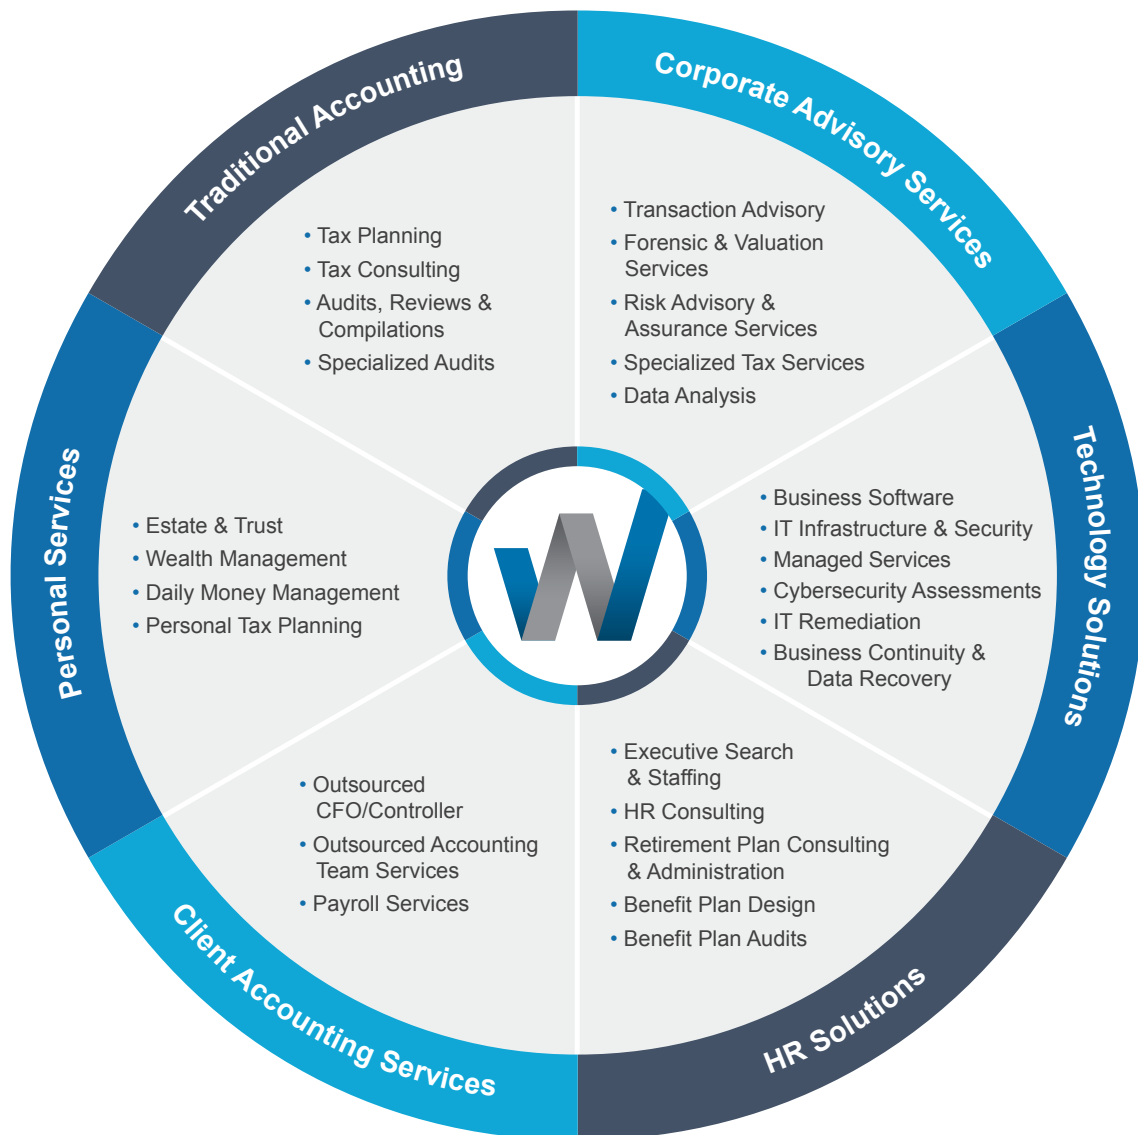 Traditional Accounting
• Tax Planning
• Tax Consulting
• Audits, Reviews &
Compilations
• Specialized Audits
Corporate Advisory Services
• Transaction Advisory
• Forensic & Valuation
Services
• Risk Advisory &
Assurance Services
• Specialized Tax Services
• Data Analysis
Technology Solutions
• Business Software
• IT Infrastructure & Security
• Managed Services
• Cybersecurity Assessments
• IT Remediation
• Business Continuity &
Data Recovery
HR Solutions
• Executive Search
& Staffing
• HR Consulting
• Retirement Plan Consulting
& Administration
• Benefit Plan Design
• Benefit Plan Audits
Client Accounting Services
• Outsourced
CFO/Controller
• Outsourced Accounting
Team Services
• Payroll Services
Personal Services
• Estate & Trust
• Wealth Management
• Daily Money Management
• Personal Tax Planning
W